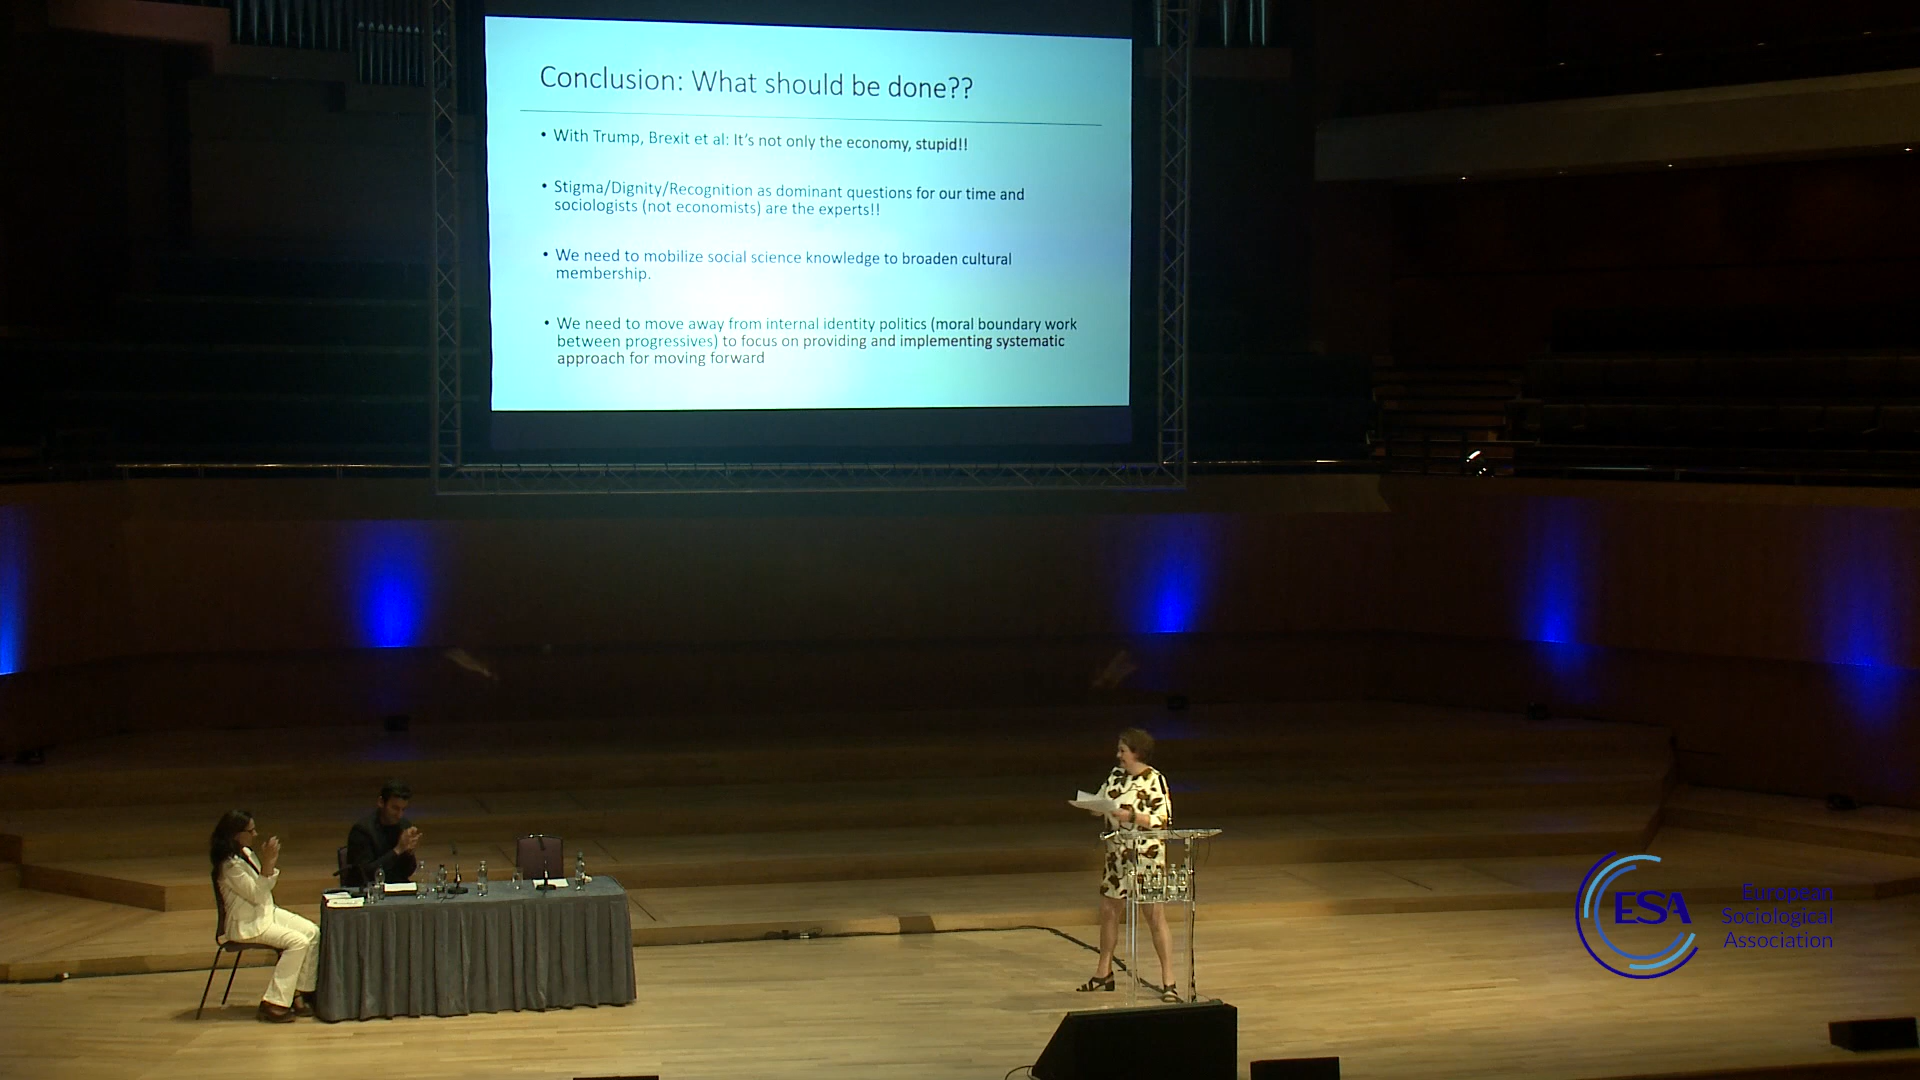 Conclusion: What should be done??
• With Trump, Brexit et al: It's not only the economy, stupid!!
• Stigma/Dignity/Recognition as dominant questions for our time and
sociologists (not economists) are the experts!!
• We need to mobilize social science knowledge to broaden cultural
membership.
• We need to move away from internal identity politics (moral boundary work
between progressives) to focus on providing and implementing systematic
approach for moving forward
ESA
European
Sociological
Association